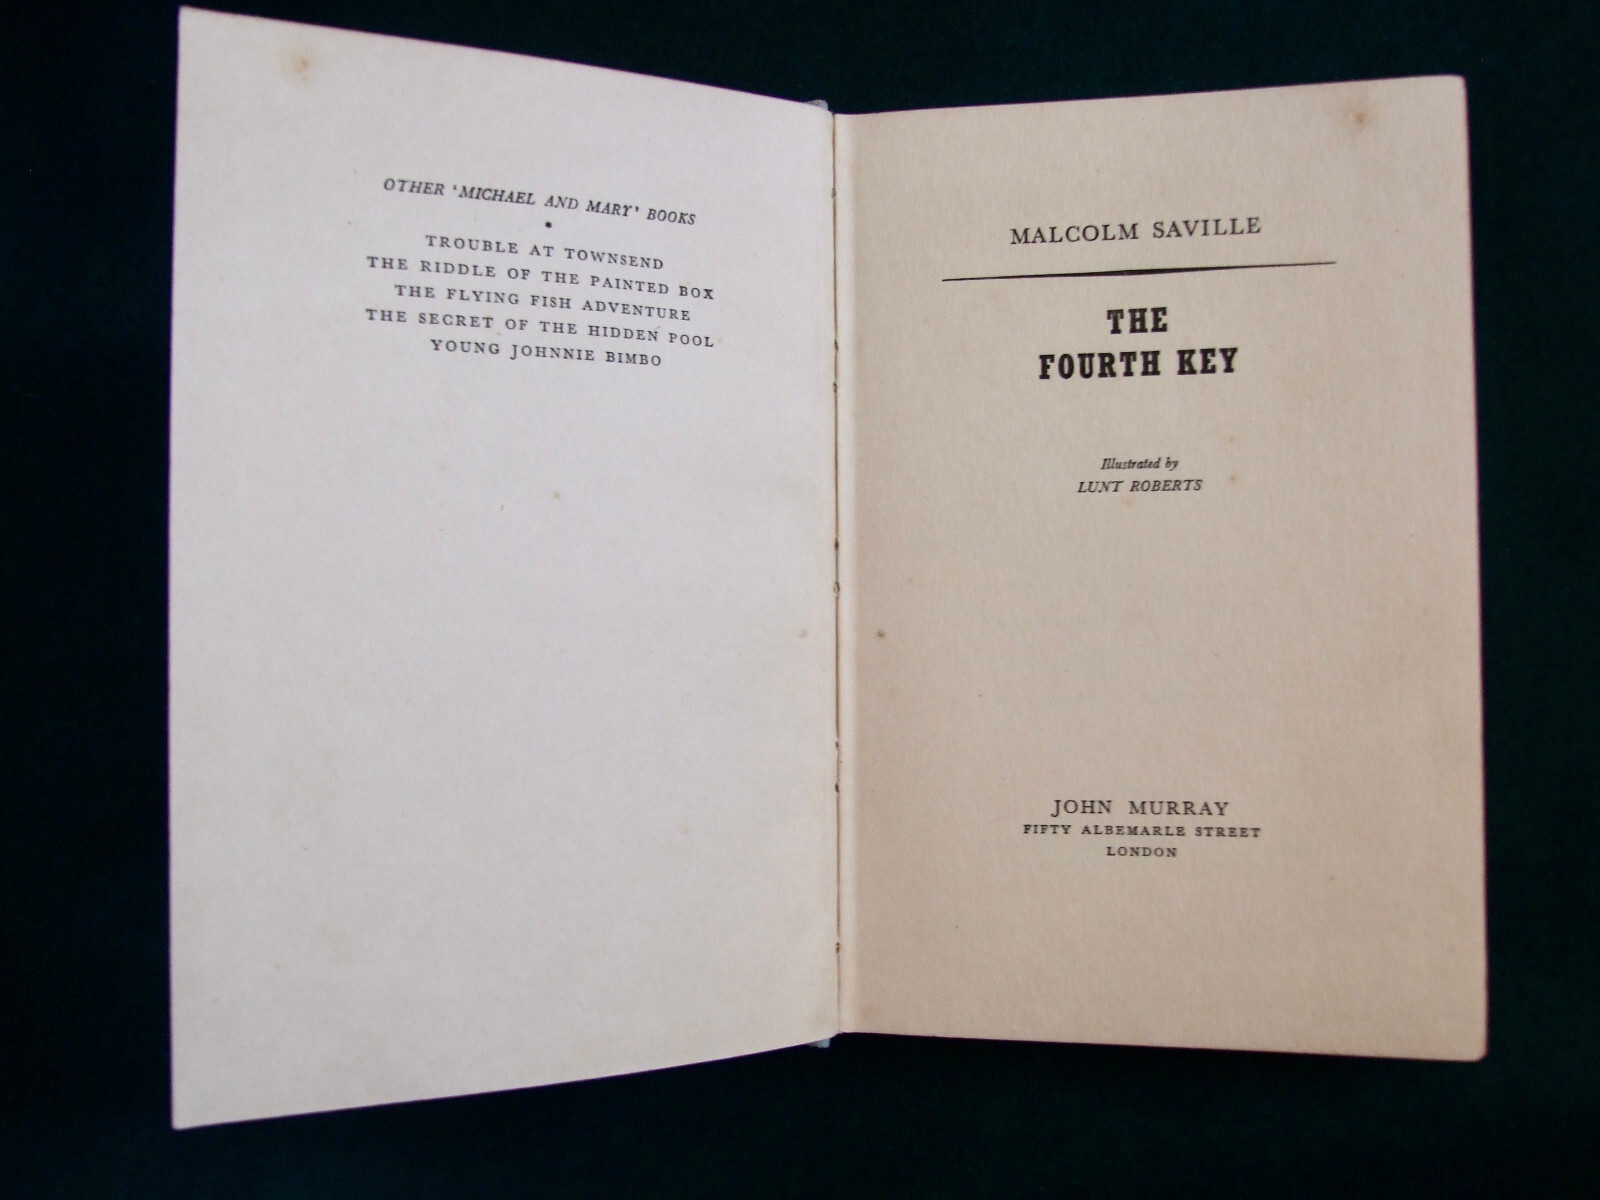 OTHER 'MICHAEL AND MARY' BOOKS
TROUBLE AT TOWNSEND
THE RIDDLE OF THE PAINTED BOX
THE FLYING FISH ADVENTURE
THE SECRET OF THE HIDDEN POOL
YOUNG JOHNNIE BIMBO
MALCOLM SAVILLE
THE
FOURTH KEY
Illustrated by
LUNT ROBERTS
JOHN MURRAY
FIFTY ALBEMARLE STREET
LONDON